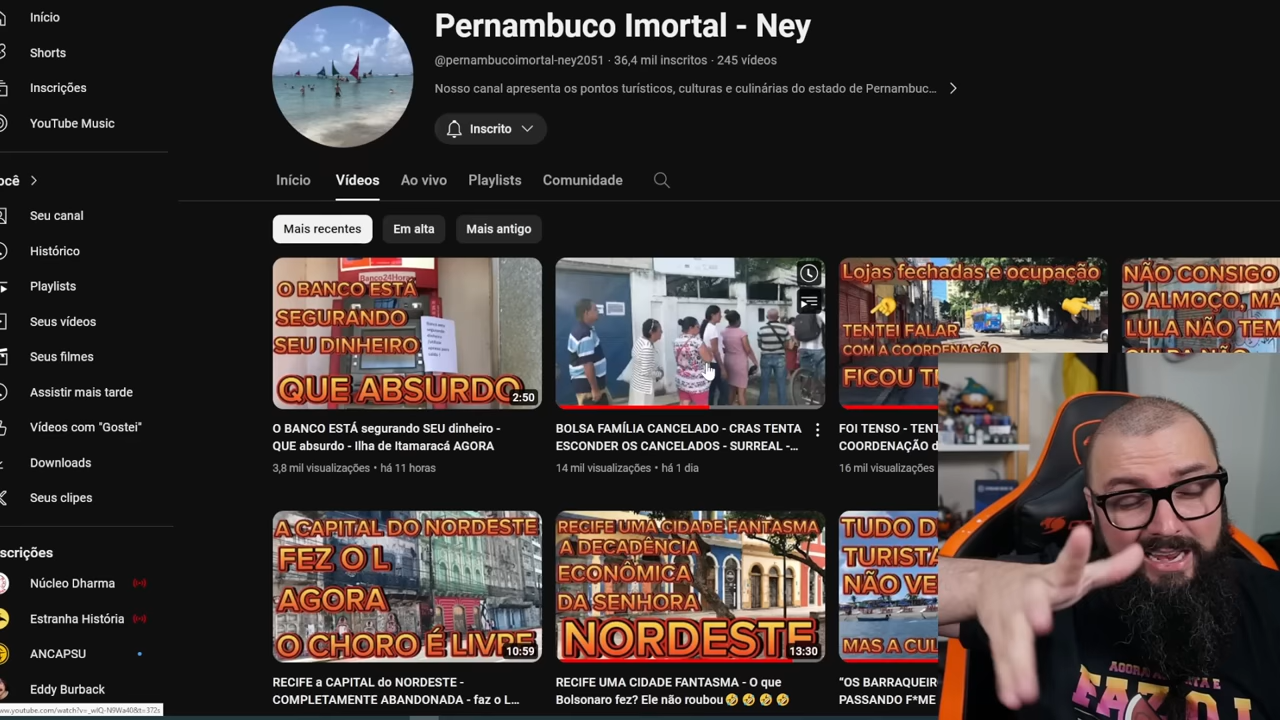 Início
Shorts
Inscrições
YouTube Music
Você
Seu canal
Histórico
Playlists
Seus vídeos
Seus filmes
Assistir mais tarde
Vídeos com "Gostei"
Downloads
Seus clipes
Inscrições
Núcleo Dharma
Estranha História
ANCAPSU
Eddy Burback
Pernambuco Imortal - Ney
@pernambucoimortal-ney2051 · 36,4 mil inscritos · 245 vídeos
Nosso canal apresenta os pontos turísticos, culturas e culinárias do estado de Pernambuc...
Inscrito
Início Vídeos Ao vivo Playlists Comunidade
Mais recentes Em alta Mais antigo
Banco24Horas
O BANCO ESTÁ
SEGURANDO
SEU DINHEIRO
QUE ABSURDO
2:50
O BANCO ESTÁ segurando SEU dinheiro -
QUE absurdo - Ilha de Itamaracá AGORA
3,8 mil visualizações · há 11 horas
BOLSA FAMÍLIA CANCELADO - CRAS TENTA
ESCONDER OS CANCELADOS - SURREAL -...
14 mil visualizações · há 1 dia
Lojas fechadas e ocupação
TENTEI FALAR
COM A COORDENAÇÃO
FICOU T
FOI TENSO - TENT
COORDENAÇÃO d
16 mil visualizações
NÃO CONSIGO
O ALMOÇO, MA
LULA NÃO TEM
A CAPITAL DO NORDESTE
FEZ O L
AGORA
O CHORO É LIVRE
10:59
RECIFE a CAPITAL do NORDESTE -
COMPLETAMENTE ABANDONADA - faz o L...
RECIFE UMA CIDADE FANTASMA
A DECADÊNCIA
ECONÔMICA
DA SENHORA
NORDESTE
13:30
RECIFE UMA CIDADE FANTASMA - O que
Bolsonaro fez? Ele não roubou🤣🤣🤣🤣
TUDO D
TURISTA
NÃO VE
MAS A CUL
"OS BARRAQUEIR
PASSANDO F*ME
AGORA
FAZ O